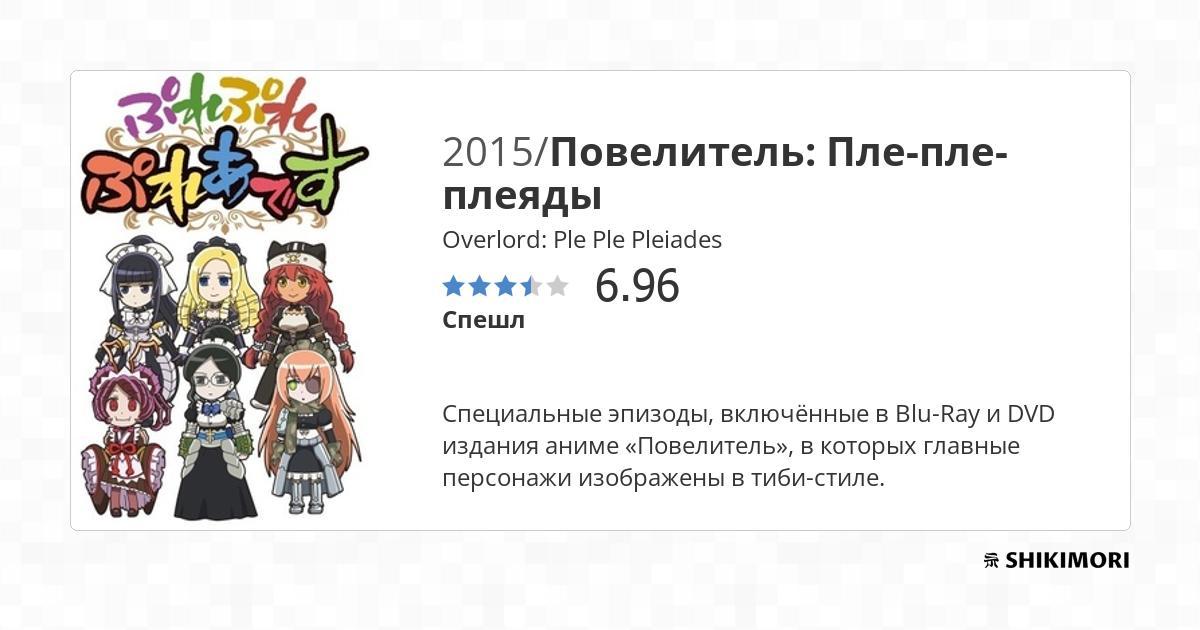 ぷれぷれ
ぷれあです
2015/Повелитель: Пле-пле-
плеяды
Overlord: Ple Ple Pleiades
6.96
Спешл
Специальные эпизоды, включённые в Blu-Ray и DVD
издания аниме «Повелитель», в которых главные
персонажи изображены в тиби-стиле.
SHIKIMORI